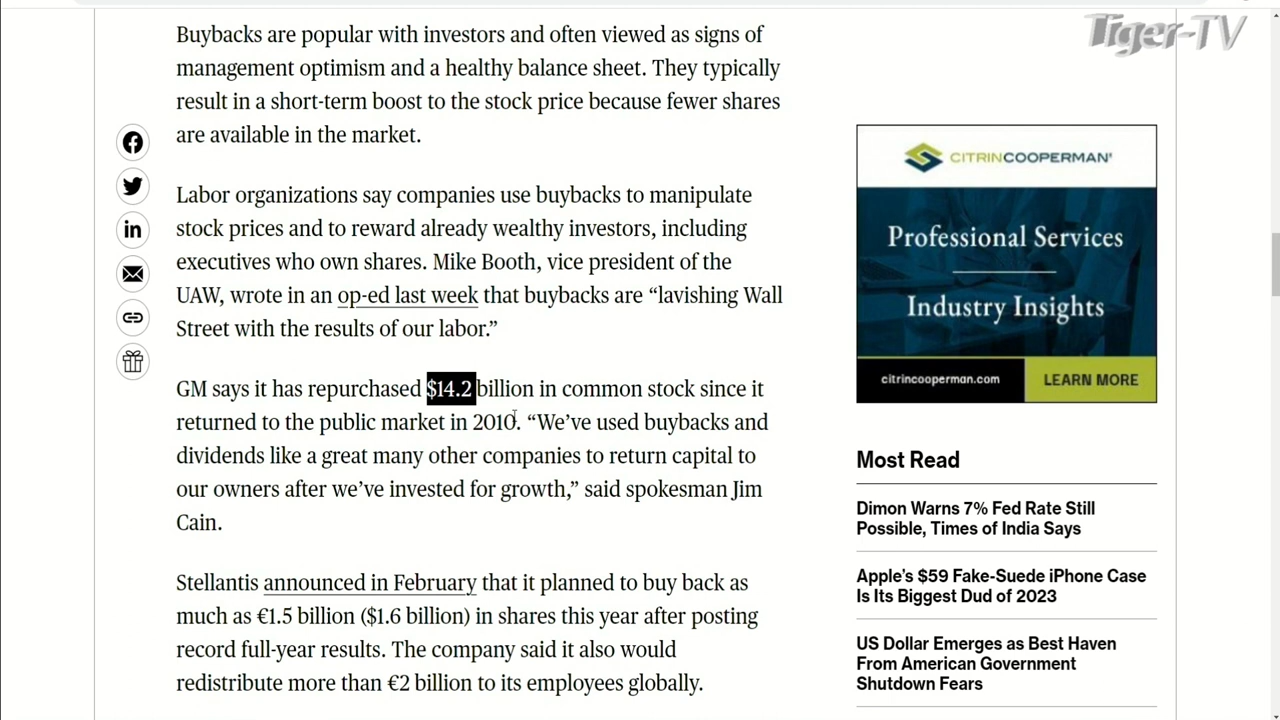 Tiger-TV
Buybacks are popular with investors and often viewed as signs of
management optimism and a healthy balance sheet. They typically
result in a short-term boost to the stock price because fewer shares
are available in the market.
Labor organizations say companies use buybacks to manipulate
stock prices and to reward already wealthy investors, including
executives who own shares. Mike Booth, vice president of the
UAW, wrote in an op-ed last week that buybacks are “lavishing Wall
Street with the results of our labor.”
GM says it has repurchased $14.2 billion in common stock since it
returned to the public market in 2010. “We’ve used buybacks and
dividends like a great many other companies to return capital to
our owners after we’ve invested for growth,” said spokesman Jim
Cain.
Stellantis announced in February that it planned to buy back as
much as €1.5 billion ($1.6 billion) in shares this year after posting
record full-year results. The company said it also would
redistribute more than €2 billion to its employees globally.
CITRINCOOPERMAN®
Professional Services
Industry Insights
citrincooperman.com
LEARN MORE
Most Read
Dimon Warns 7% Fed Rate Still
Possible, Times of India Says
Apple’s $59 Fake-Suede iPhone Case
Is Its Biggest Dud of 2023
US Dollar Emerges as Best Haven
From American Government
Shutdown Fears